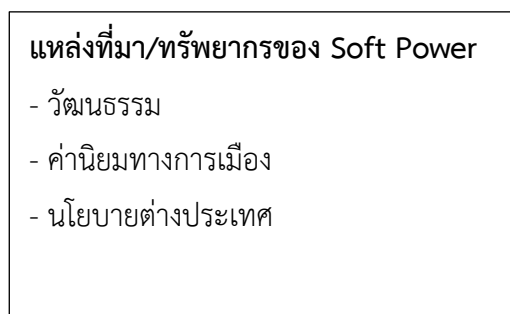 แหล่งที่มา/ทรัพยากรของ Soft Power
- วัฒนธรรม
- ค่านิยมทางการเมือง
- นโยบายต่างประเทศ